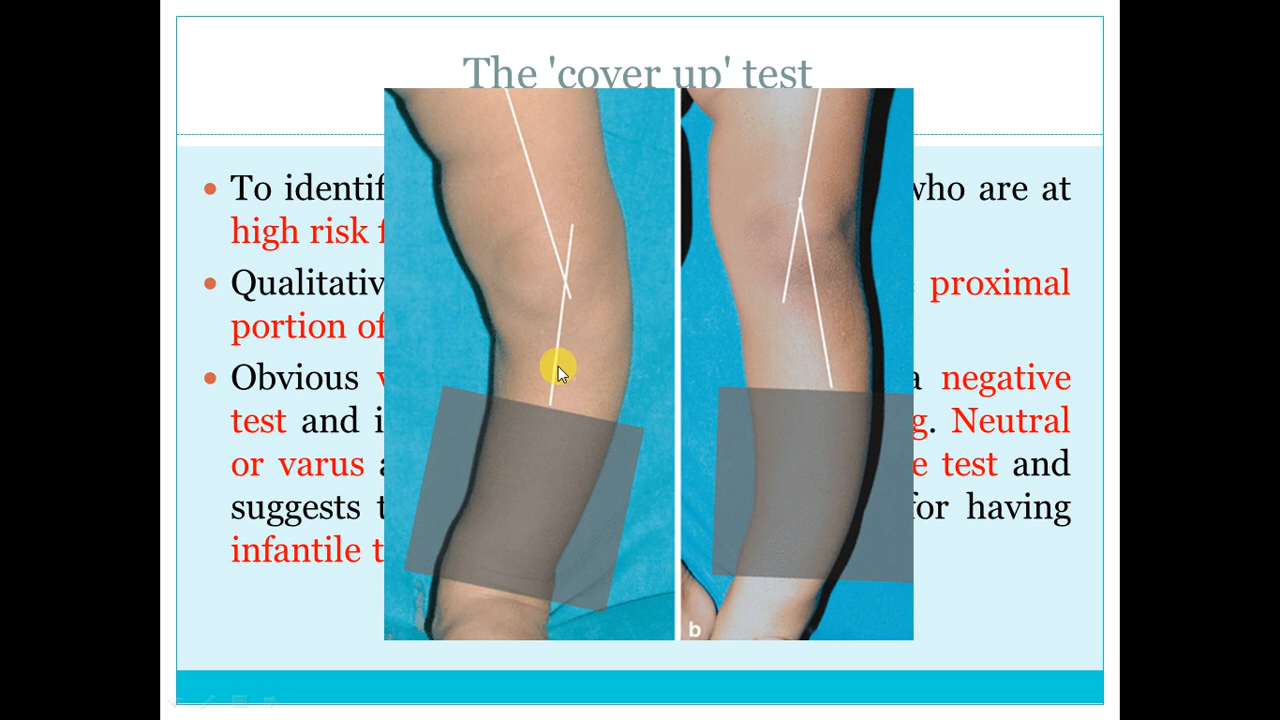 The 'cover up' test
To identif who are at
high risk f
Qualitativ proximal
portion of
Obvious a negative
test and i g. Neutral
or varus e test and
suggests t for having
infantile t
b